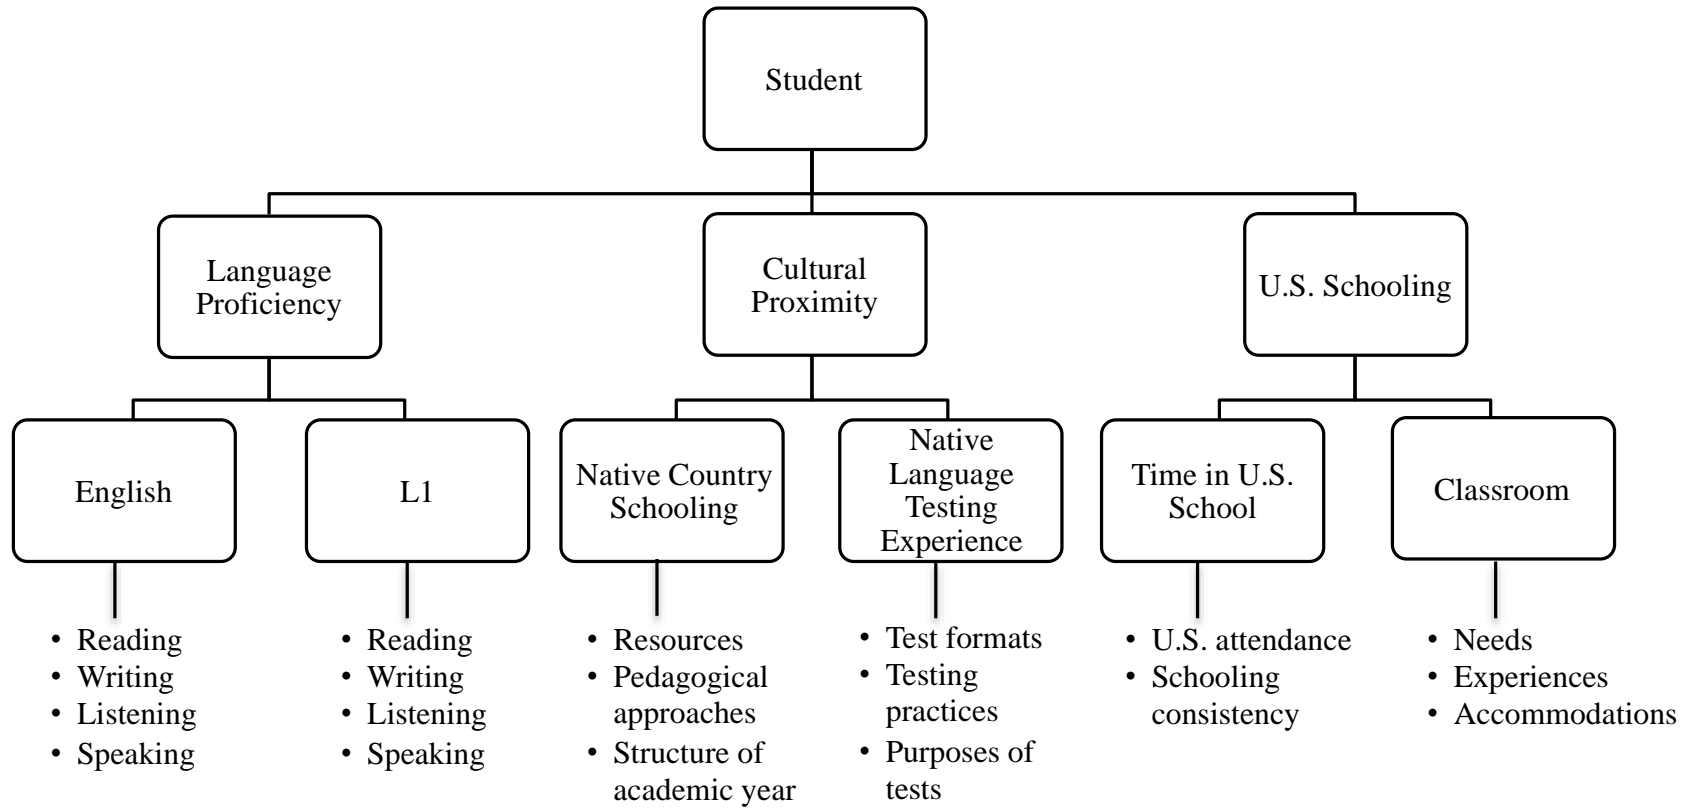 Student
Language
Proficiency
Cultural
Proximity
U.S. Schooling
English
L1
Native Country
Schooling
Native
Language
Testing
Experience
Time in U.S.
School
Classroom
• Reading
• Writing
• Listening
• Speaking
• Reading
• Writing
• Listening
• Speaking
• Resources
• Pedagogical
approaches
• Structure of
academic year
• Test formats
• Testing
practices
• Purposes of
tests
• U.S. attendance
• Schooling
consistency
• Needs
• Experiences
• Accommodations